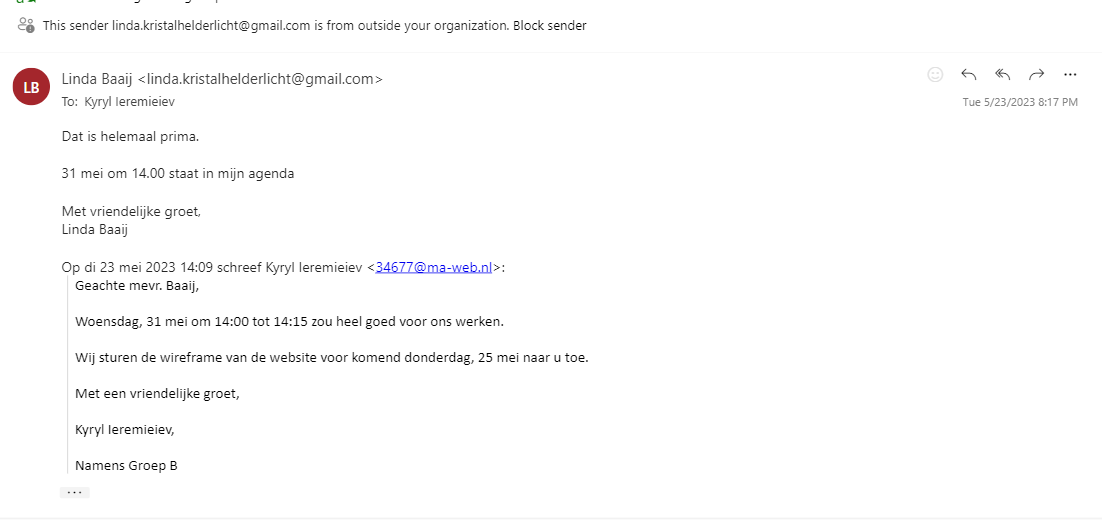 This sender linda.kristalhelderlicht@gmail.com is from outside your organization. Block sender
LB
Linda Baaij <linda.kristalhelderlicht@gmail.com>
To: Kyryl Ieremieiev
Tue 5/23/2023 8:17 PM
Dat is helemaal prima.
31 mei om 14.00 staat in mijn agenda
Met vriendelijke groet,
Linda Baaij
Op di 23 mei 2023 14:09 schreef Kyryl Ieremieiev <34677@ma-web.nl>:
Geachte mevr. Baaij,
Woensdag, 31 mei om 14:00 tot 14:15 zou heel goed voor ons werken.
Wij sturen de wireframe van de website voor komend donderdag, 25 mei naar u toe.
Met een vriendelijke groet,
Kyryl Ieremieiev,
Namens Groep B